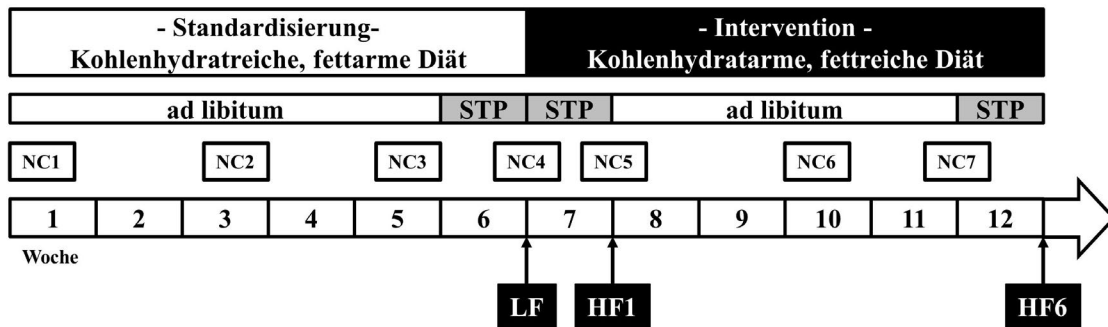 - Standardisierung-
Kohlenhydratreiche, fettarme Diät
- Intervention -
Kohlenhydratarme, fettreiche Diät
ad libitum STP STP ad libitum STP
NC1 NC2 NC3 NC4 NC5 NC6 NC7
1 2 3 4 5 6 7 8 9 10 11 12
Woche
LF HF1 HF6